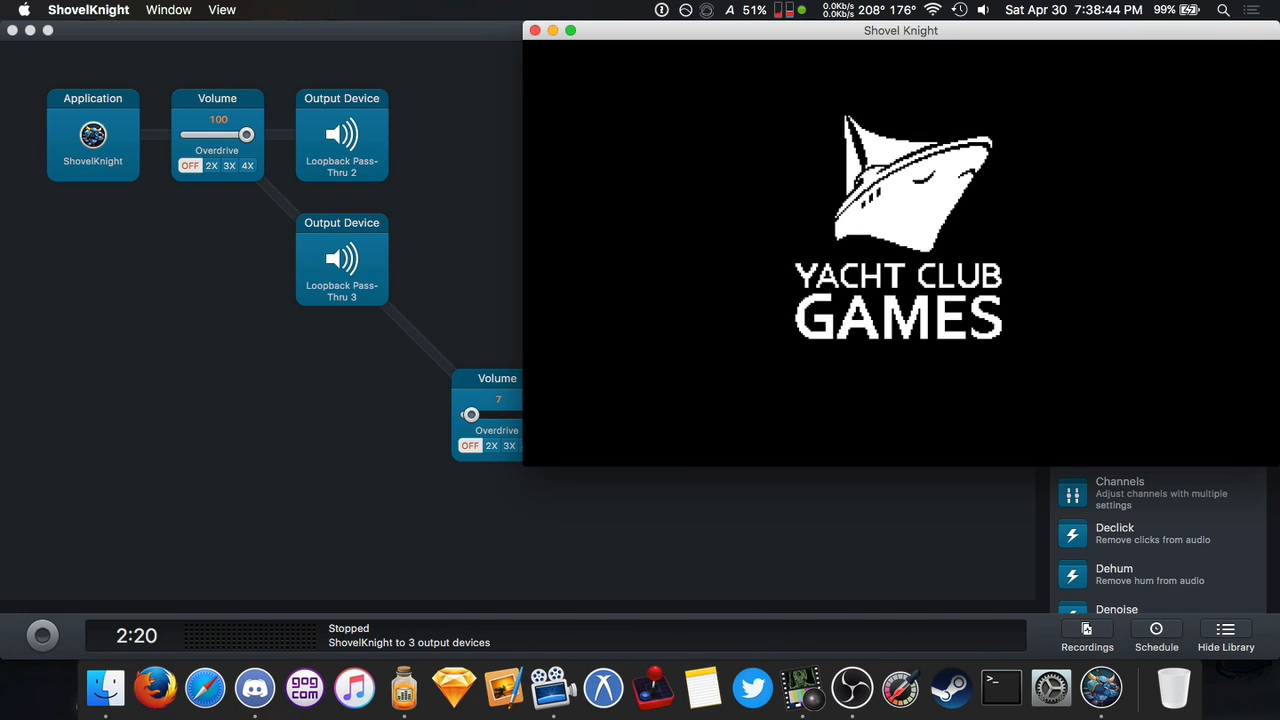 ShovelKnight Window View
A 51% 0.0Kb/s 0.0Kb/s 208° 176° Sat Apr 30 7:38:44 PM 99%
Shovel Knight
Application
ShovelKnight
Volume
100
Overdrive
OFF 2X 3X 4X
Output Device
Loopback Pass-
Thru 2
Output Device
Loopback Pass-
Thru 3
Volume
7
Overdrive
OFF 2X 3X
YACHT CLUB
GAMES
Channels
Adjust channels with multiple
settings
Declick
Remove clicks from audio
Dehum
Remove hum from audio
Denoise
2:20
Stopped
ShovelKnight to 3 output devices
Recordings
Schedule
Hide Library
GOG
COM
>_